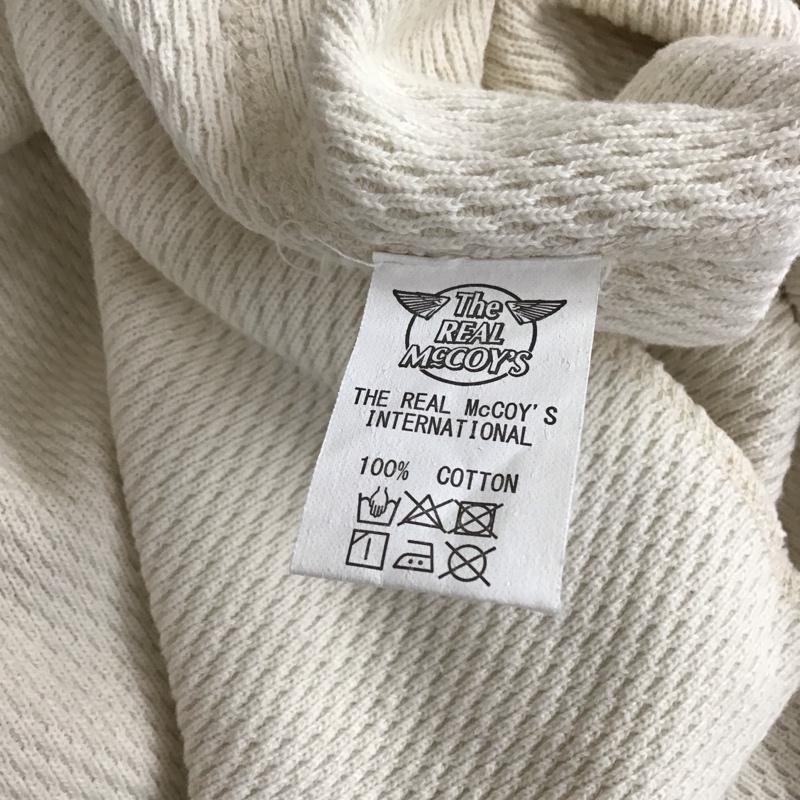 The
REAL
McCOY'S
THE REAL McCOY'S
INTERNATIONAL
100% COTTON